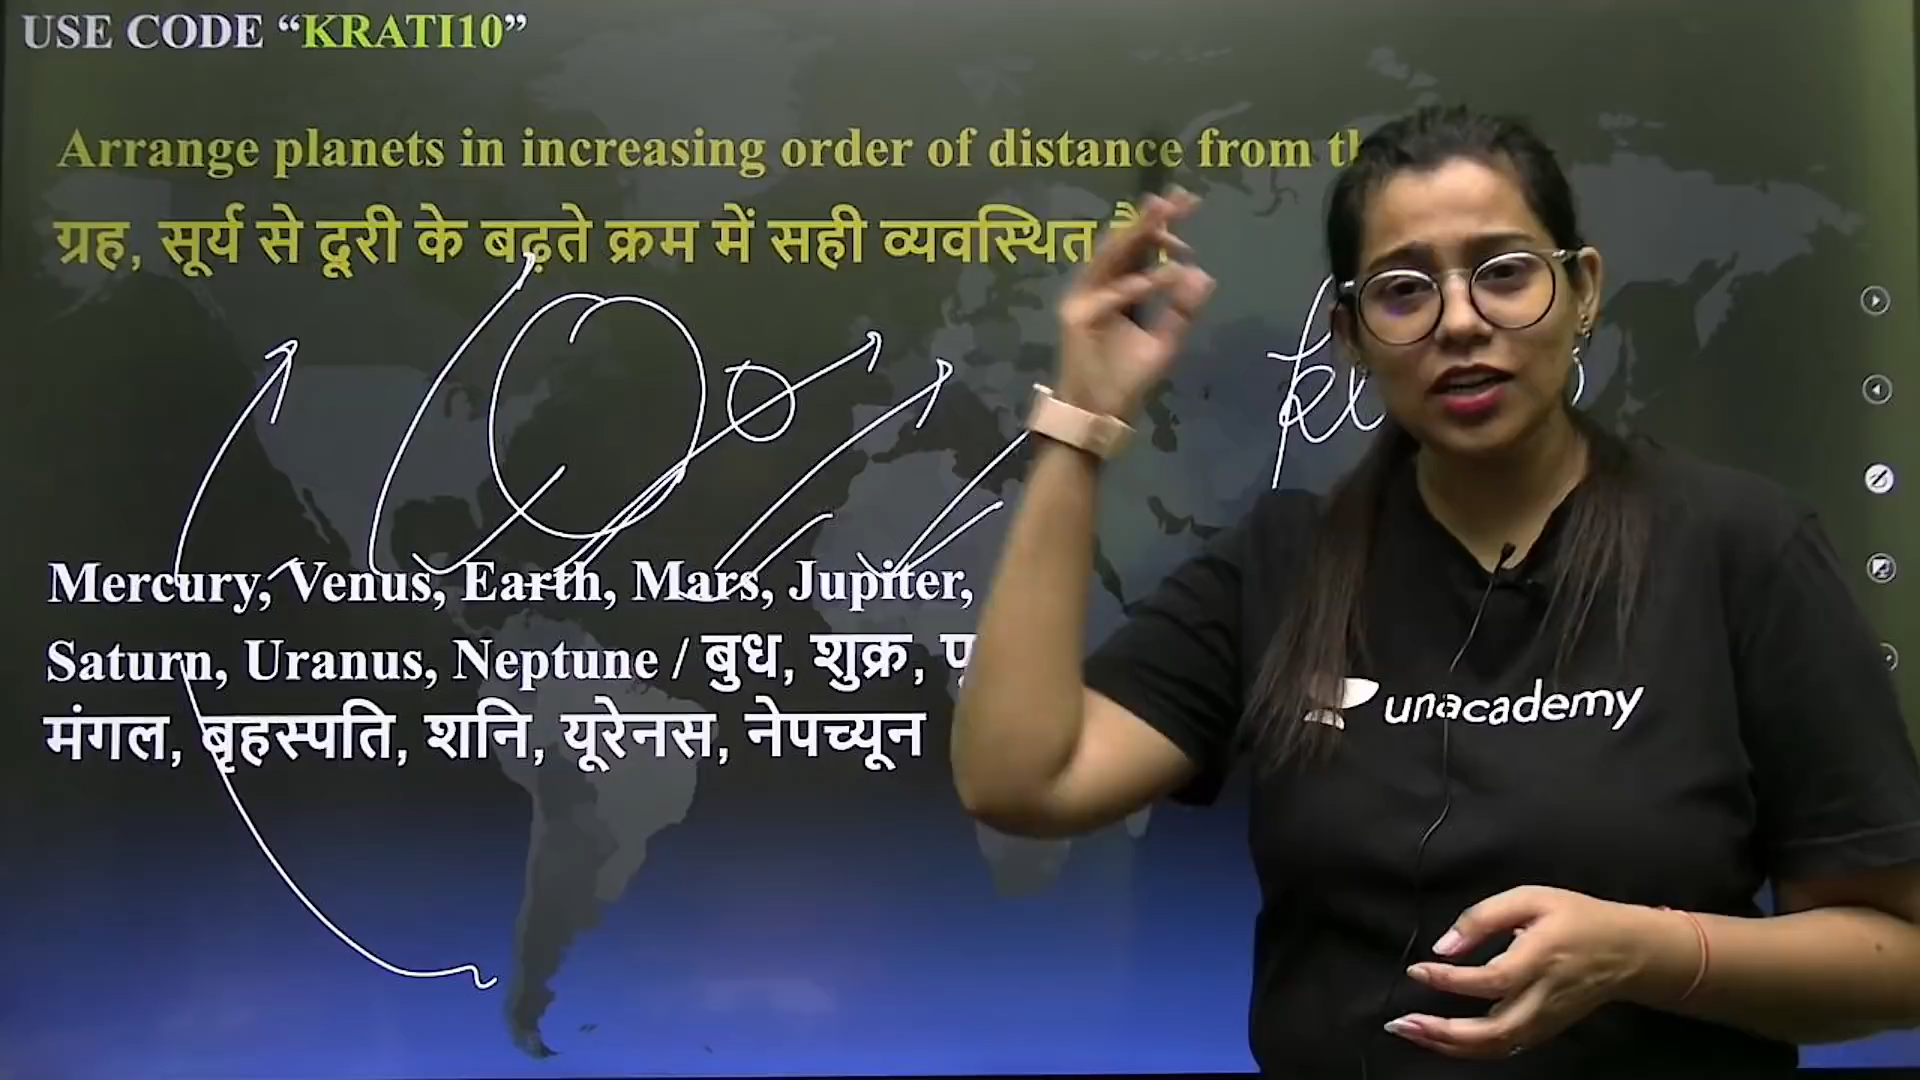 USE CODE “KRATI10”
Arrange planets in increasing order of distance from
ग्रह, सूर्य से दूरी के बढ़ते क्रम में सही व्यवस्थित
Mercury, Venus, Earth, Mars, Jupiter,
Saturn, Uranus, Neptune / बुध, शुक्र,
मंगल, बृहस्पति, शनि, यूरेनस, नेपच्यून
unacademy